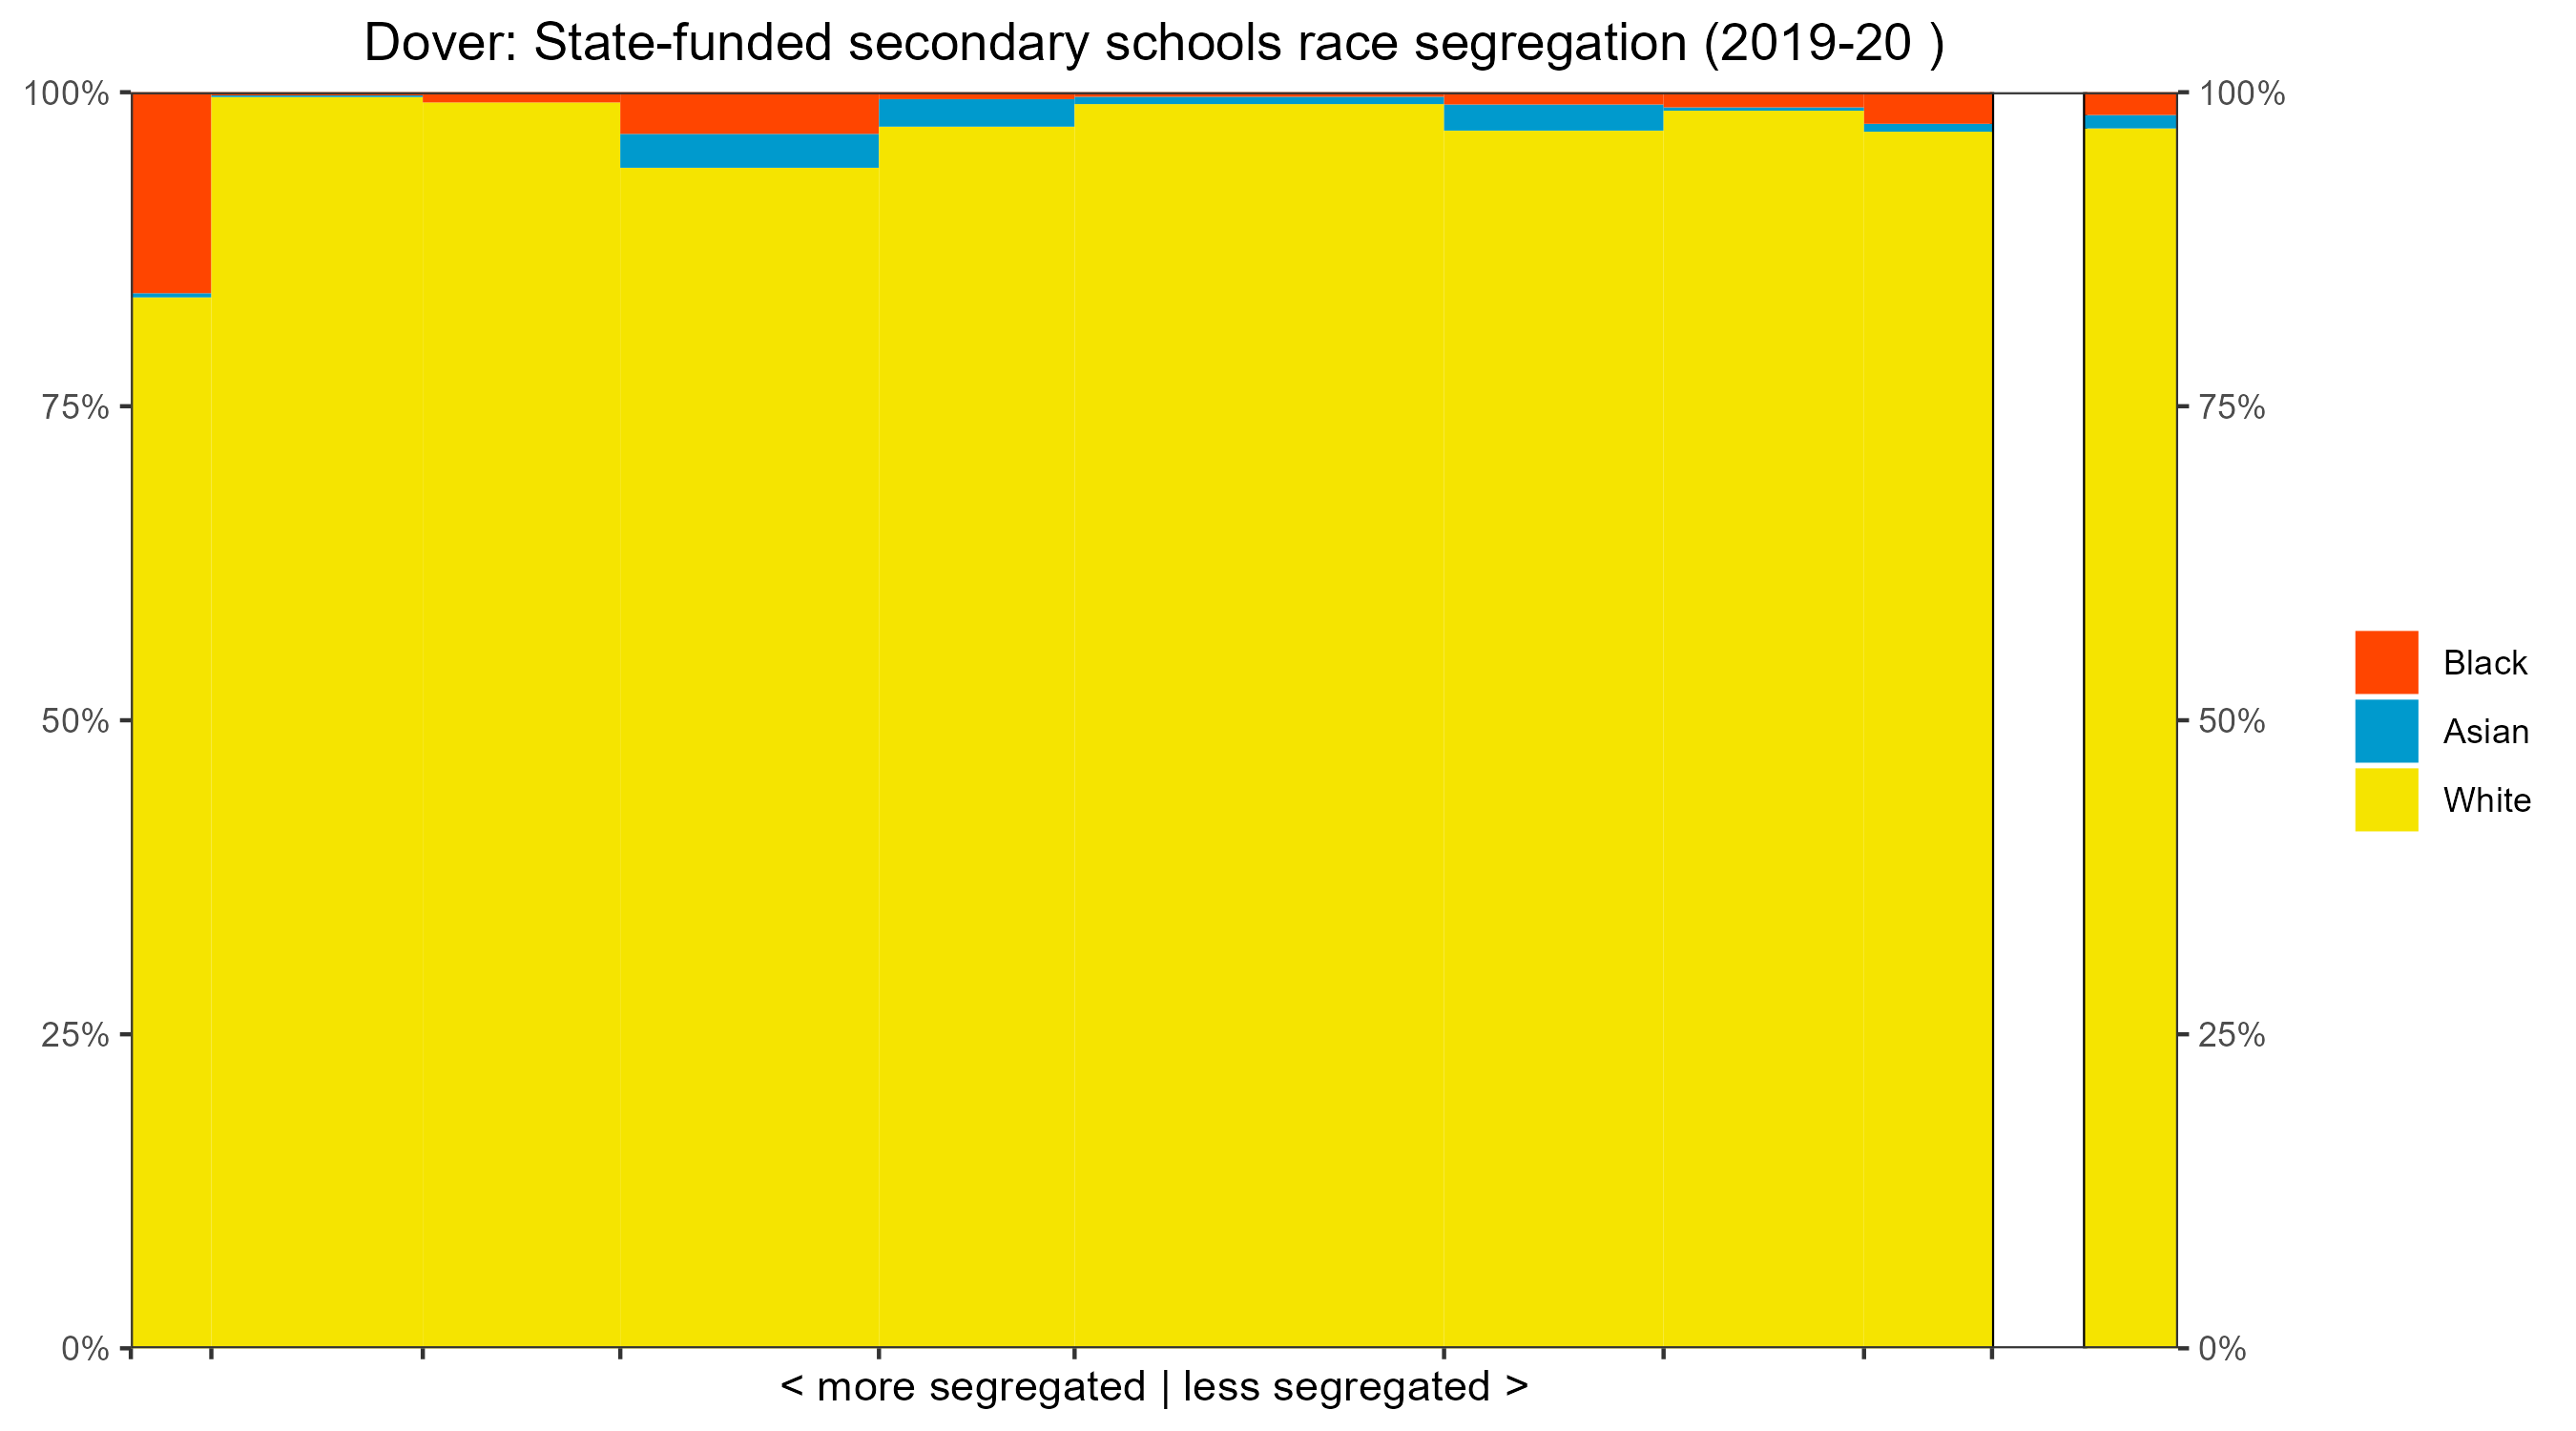 Dover: State-funded secondary schools race segregation (2019-20 )
100%
75%
50%
25%
0%
100%
75%
50%
25%
0%
Black
Asian
White
< more segregated | less segregated >